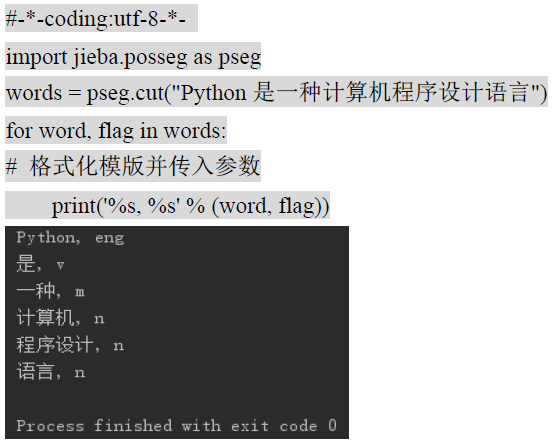 #-*-coding:utf-8-*-
import jieba.posseg as pseg
words = pseg.cut("Python 是一种计算机程序设计语言")
for word, flag in words:
# 格式化模版并传入参数
print('%s, %s' % (word, flag))
Python, eng
是, v
一种, m
计算机, n
程序设计, n
语言, n
Process finished with exit code 0